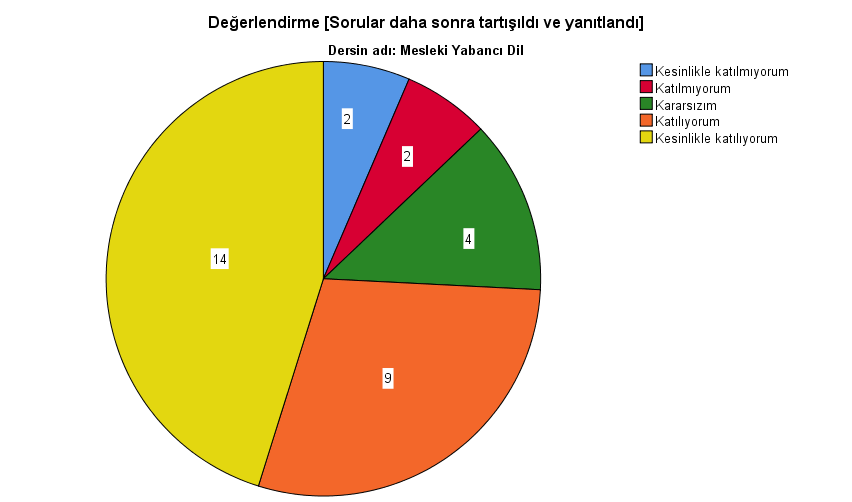 Değerlendirme [Sorular daha sonra tartışıldı ve yanıtlandı]
Dersin adı: Mesleki Yabancı Dil
Kesinlikle katılmıyorum
Katılmıyorum
Kararsızım
Katılıyorum
Kesinlikle katılıyorum
2
2
4
14
9